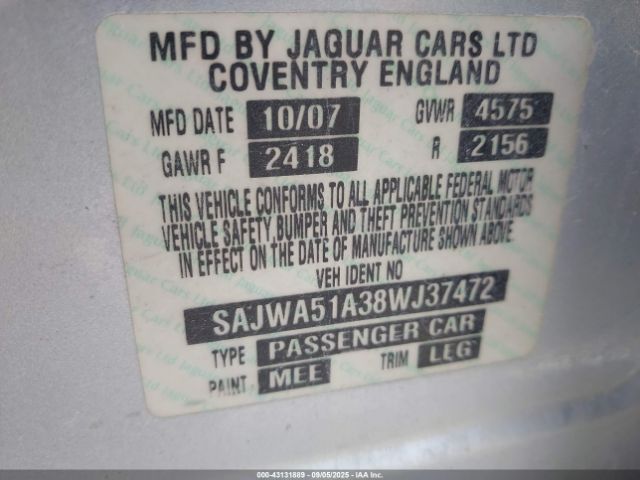 MFD BY JAGUAR CARS LTD
COVENTRY ENGLAND
MFD DATE 10/07 GVWR 4575
GAWR F 2418 R 2156
THIS VEHICLE CONFORMS TO ALL APPLICABLE FEDERAL MOTOR
VEHICLE SAFETY, BUMPER AND THEFT PREVENTION STANDARDS
IN EFFECT ON THE DATE OF MANUFACTURE SHOWN ABOVE
VEH IDENT NO
SAJWA51A38WJ37472
TYPE PASSENGER CAR
PAINT MEE TRIM LEG
000-43131889 - 09/05/2025 - IAA Inc.